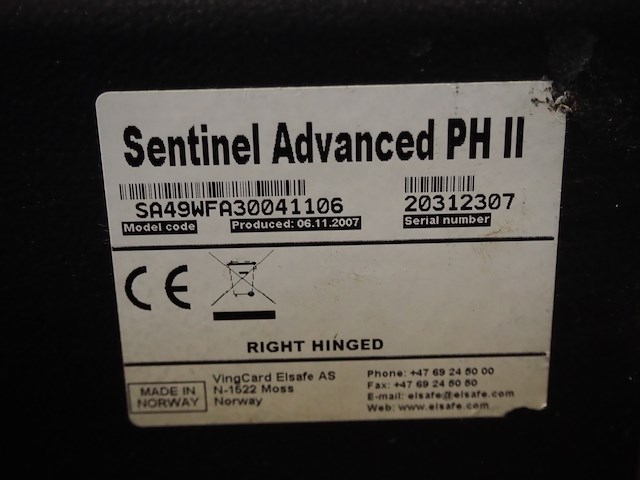 Sentinel Advanced PH II
SA49WFA30041106 20312307
Model code Produced: 06.11.2007 Serial number
CE
RIGHT HINGED
MADE IN NORWAY
VingCard Elsafe AS
N-1522 Moss
Norway
Phone: +47 69 24 50 00
Fax: +47 69 24 50 50
E-mail: elsafe@elsafe.com
Web: www.elsafe.com